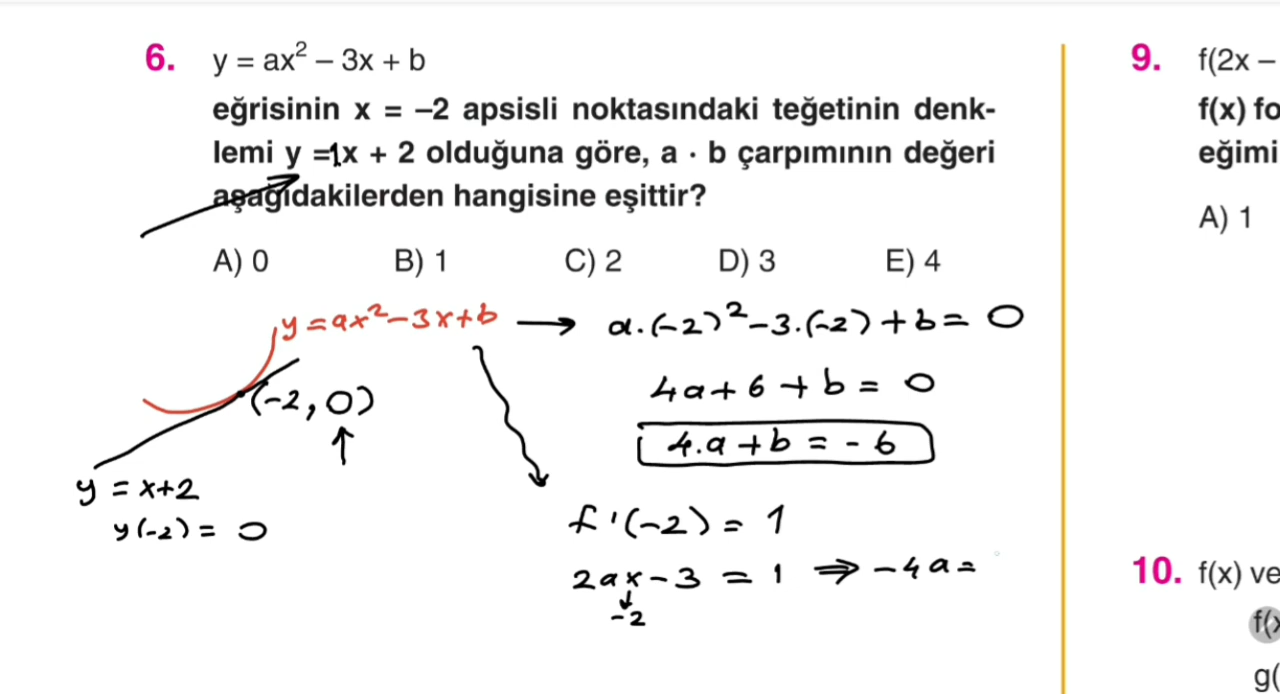 6. y = ax² – 3x + b
eğrisinin x = –2 apsisli noktasındaki teğetinin denk-
lemi y =1x + 2 olduğuna göre, a · b çarpımının değeri
aşağıdakilerden hangisine eşittir?
A) 0 B) 1 C) 2 D) 3 E) 4
y = ax² – 3x + b → a.(-2)² – 3.(-2) + b = 0
(-2, 0)
4a + 6 + b = 0
4.a + b = - 6
y = x+2
y(-2) = 0
f '(-2) = 1
2ax – 3 = 1 ⇒ -4a =
-2
9. f(2x –
f(x) fo
eğimi
A) 1
10. f(x) ve
f(x
g(